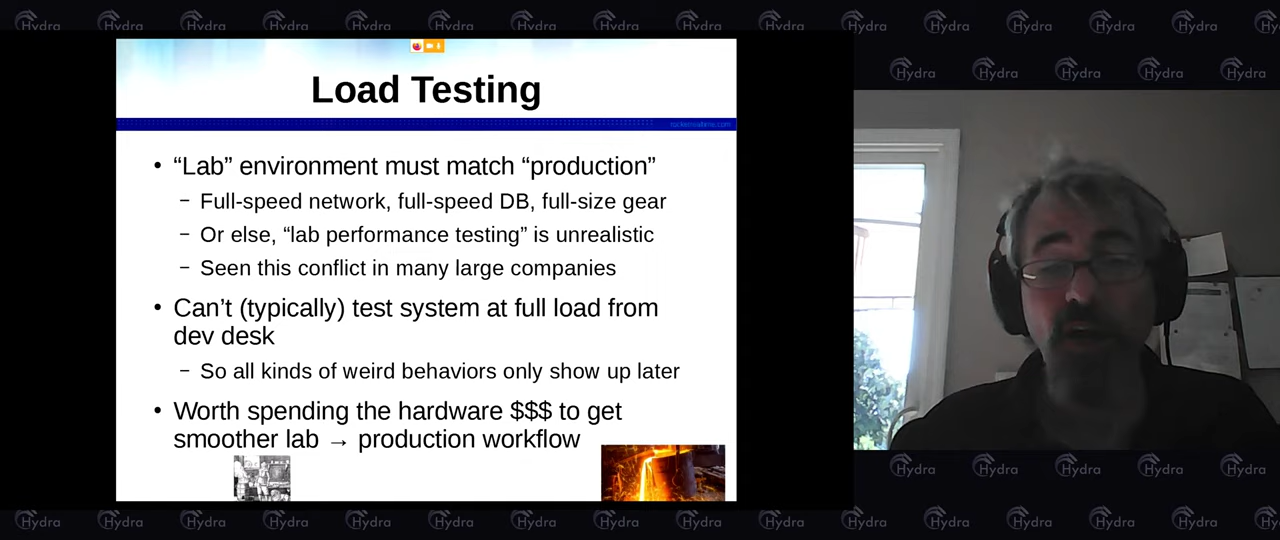 Hydra
Load Testing
“Lab” environment must match “production”
Full-speed network, full-speed DB, full-size gear
Or else, “lab performance testing” is unrealistic
Seen this conflict in many large companies
Can’t (typically) test system at full load from
dev desk
So all kinds of weird behaviors only show up later
Worth spending the hardware $$$ to get
smoother lab → production workflow